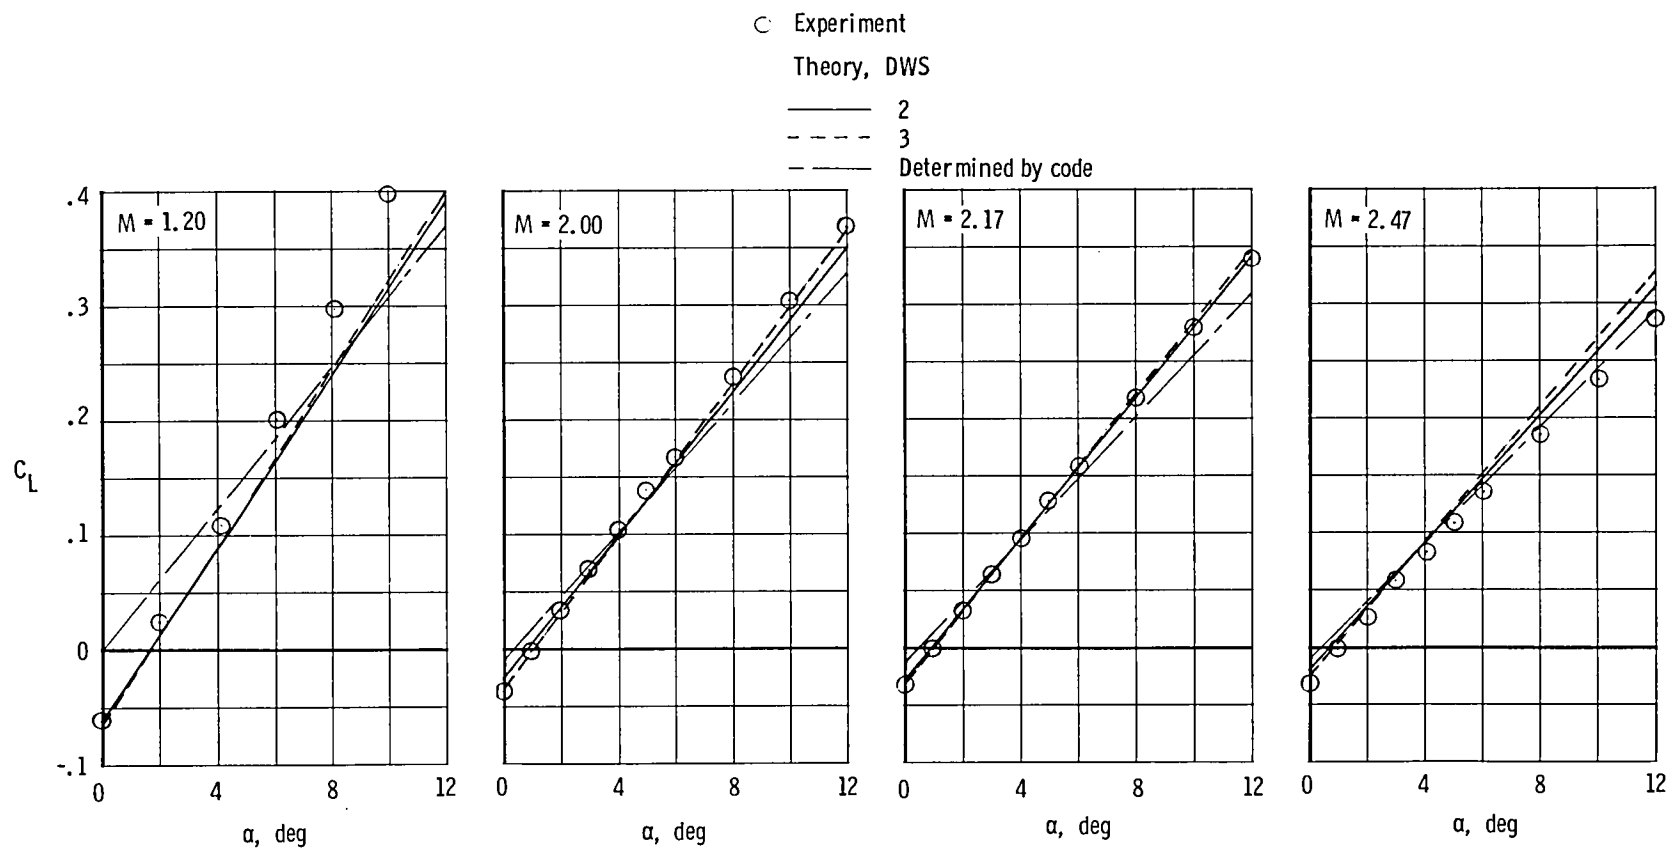 Experiment
Theory, DWS
2
3
Determined by code
M = 1.20
M = 2.00
M = 2.17
M = 2.47
.4
.3
.2
.1
0
-.1
C_L
0 4 8 12
0 4 8 12
0 4 8 12
0 4 8 12
α, deg
α, deg
α, deg
α, deg